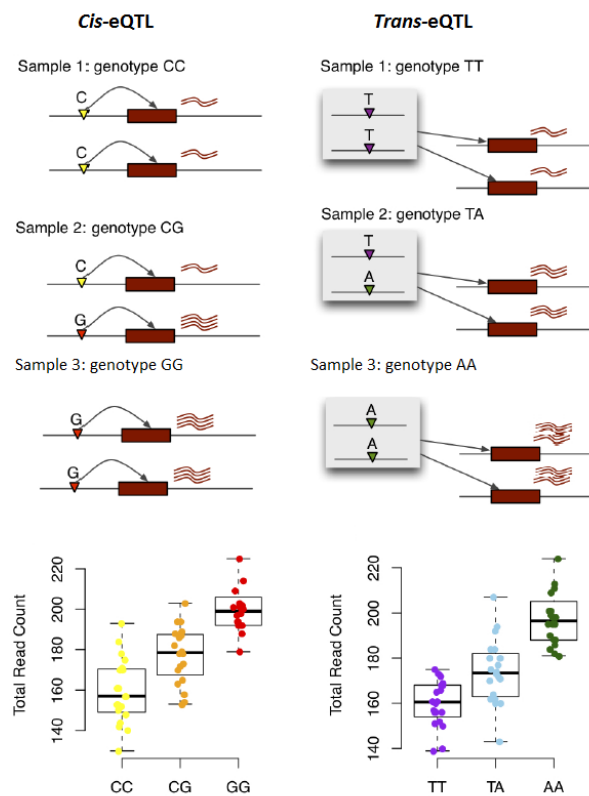 Cis-eQTL
Sample 1: genotype CC
C
C
Sample 2: genotype CG
C
G
Sample 3: genotype GG
G
G
Total Read Count
220
200
180
160
140
CC CG GG
Trans-eQTL
Sample 1: genotype TT
T
T
Sample 2: genotype TA
T
A
Sample 3: genotype AA
A
A
Total Read Count
220
200
180
160
140
TT TA AA